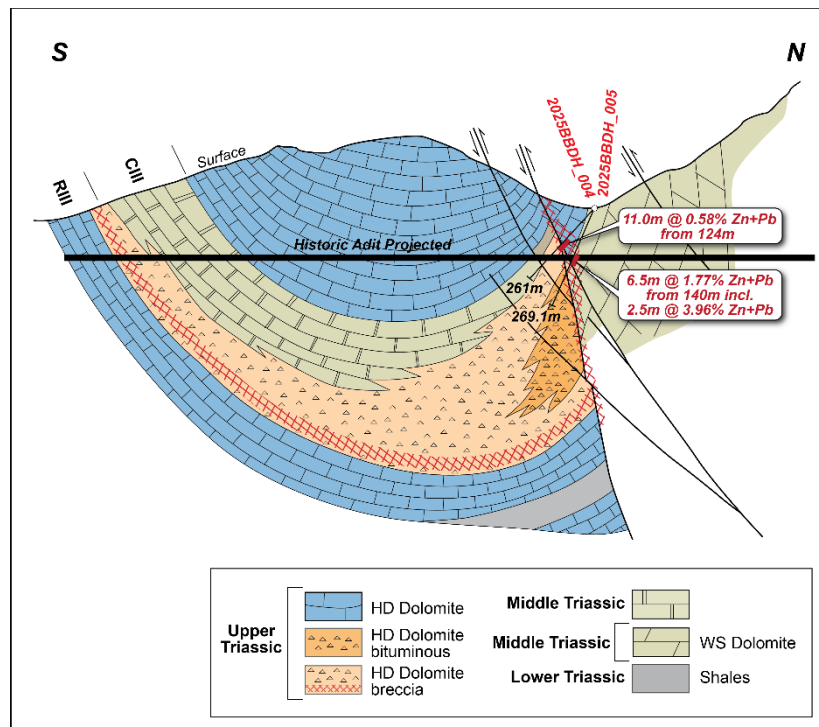 S
N
RIII
CIII
Surface
2025BBDH_004
2025BBDH_005
11.0m @ 0.58% Zn+Pb
from 124m
Historic Adit Projected
6.5m @ 1.77% Zn+Pb
from 140m incl.
2.5m @ 3.96% Zn+Pb
261m
269.1m
Upper
Triassic
HD Dolomite
HD Dolomite
bituminous
HD Dolomite
breccia
Middle Triassic
Middle Triassic
WS Dolomite
Lower Triassic
Shales